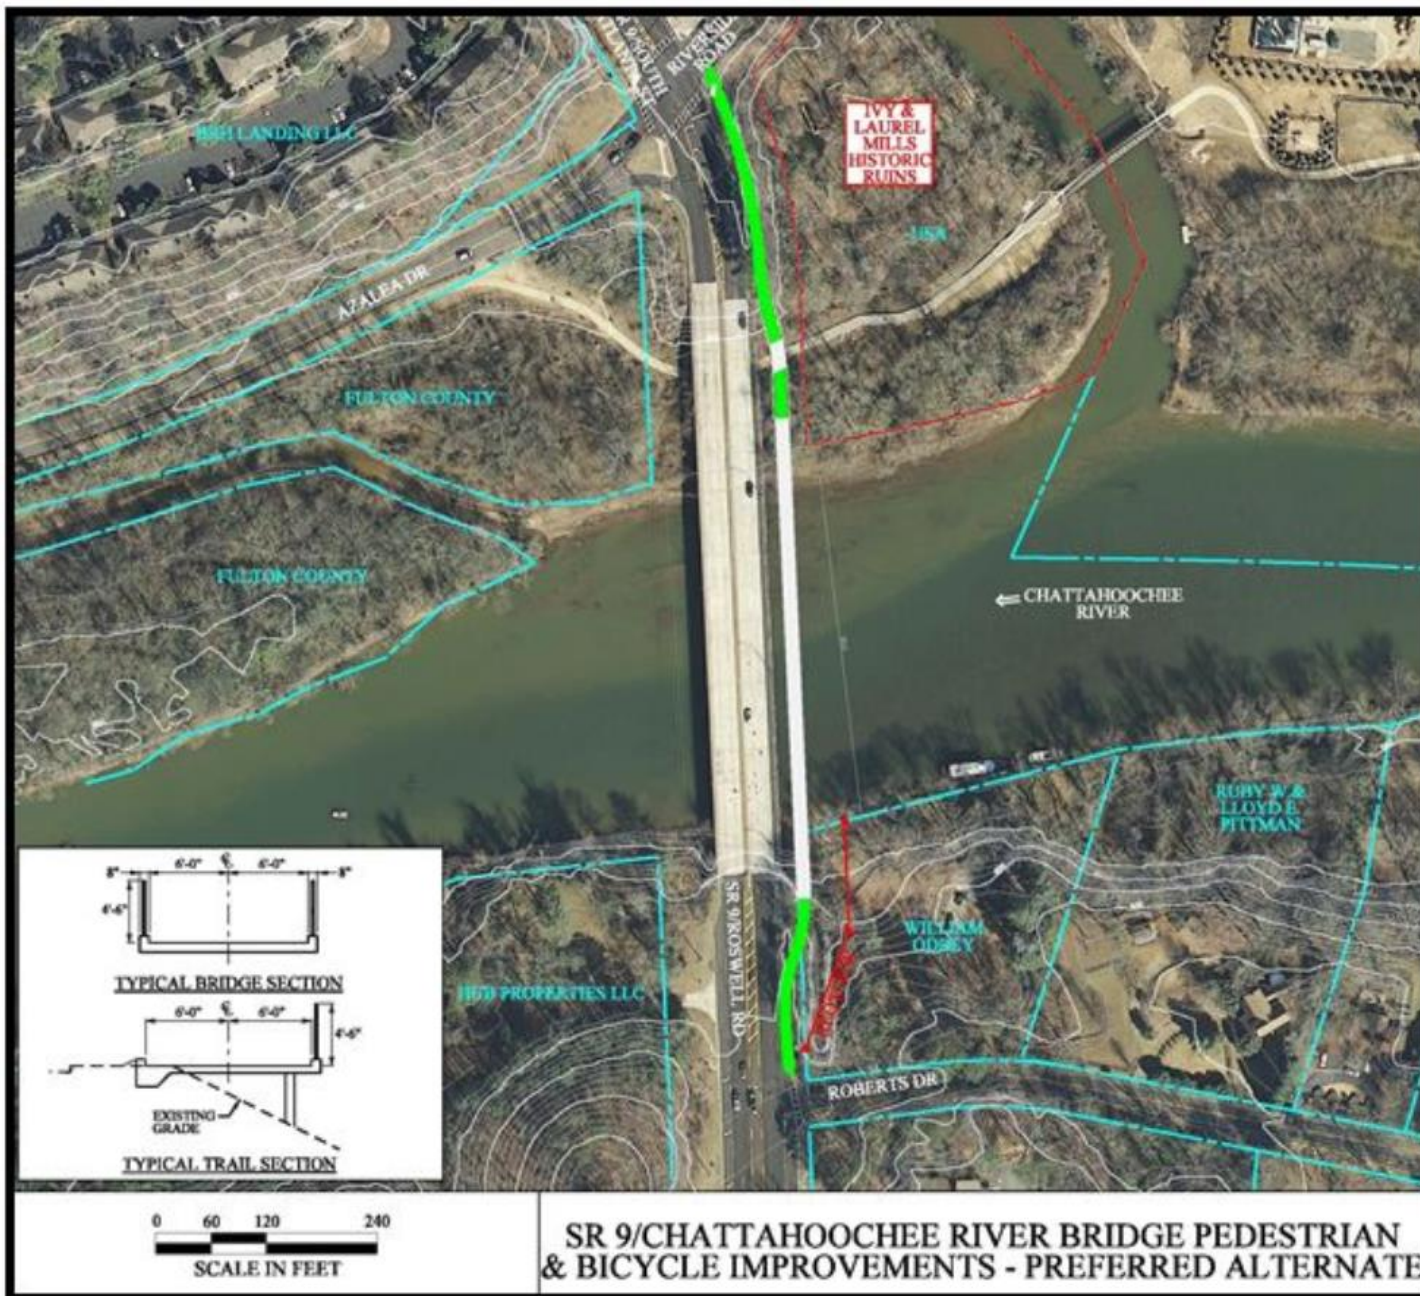 SR 9/SOUTH
RIVERSIDE
ROAD
IVY &
LAUREL
MILLS
HISTORIC
RUINS
USA
BRH LANDING LLC
AZALEA DR
FULTON COUNTY
FULTON COUNTY
CHATTAHOOCHEE
RIVER
RUBY W &
LLOYD E
PITTMAN
WILLIAM
SR 9/ROSWELL RD
HUB PROPERTIES LLC
ROBERTS DR
℄
6'-0" 6'-0"
8" 8"
6'-6"
TYPICAL BRIDGE SECTION
℄
6'-0" 6'-0"
4'-6"
EXISTING
GRADE
TYPICAL TRAIL SECTION
0 60 120 240
SCALE IN FEET
SR 9/CHATTAHOOCHEE RIVER BRIDGE PEDESTRIAN
& BICYCLE IMPROVEMENTS - PREFERRED ALTERNATE